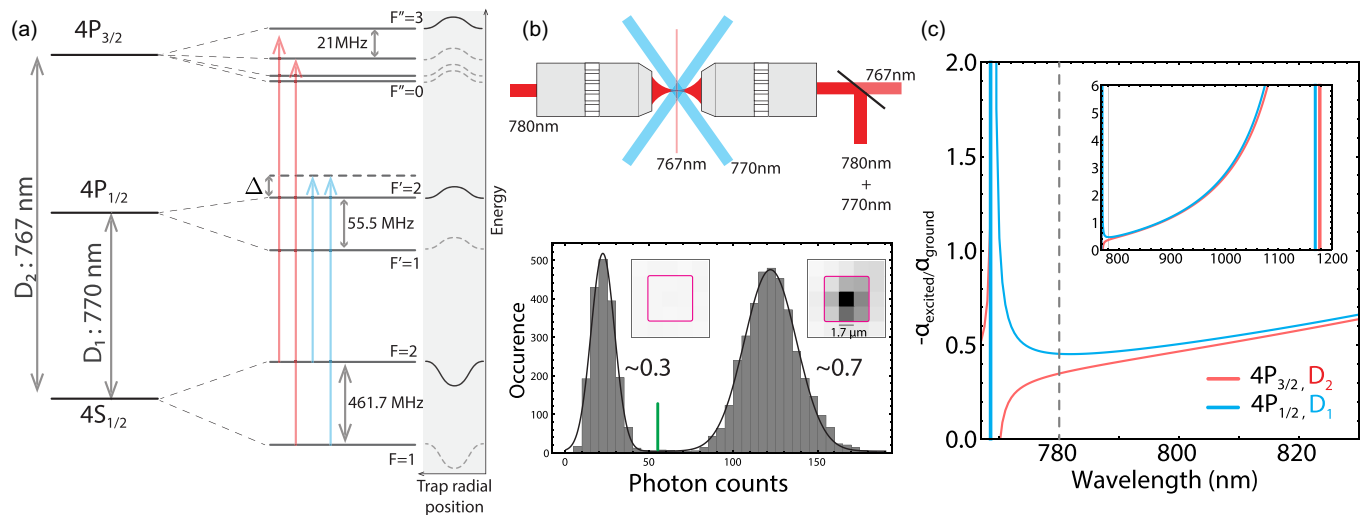 (a)
4P3/2
4P1/2
4S1/2
D2 : 767 nm
D1 : 770 nm
Δ
F"=3
21MHz
F"=0
F'=2
55.5 MHz
F'=1
F=2
461.7 MHz
F=1
Energy
Trap radial
position
(b)
780nm
767nm
770nm
767nm
780nm
+
770nm
Occurence
500
400
300
200
100
0
~0.3
~0.7
1.7 μm
0
50
100
150
Photon counts
(c)
-αexcited/αground
2.0
1.5
1.0
0.5
0.0
6
5
4
3
2
1
0
800
900
1000
1100
1200
4P3/2, D2
4P1/2, D1
780
800
820
Wavelength (nm)